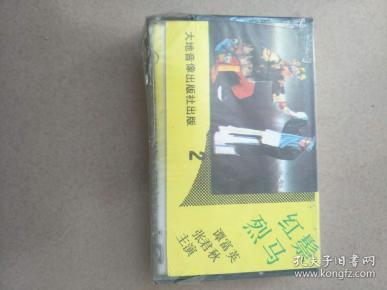 大地音像出版社出版
2
红鬃
烈马
谭富英
张君秋
主演
孔夫子旧书网